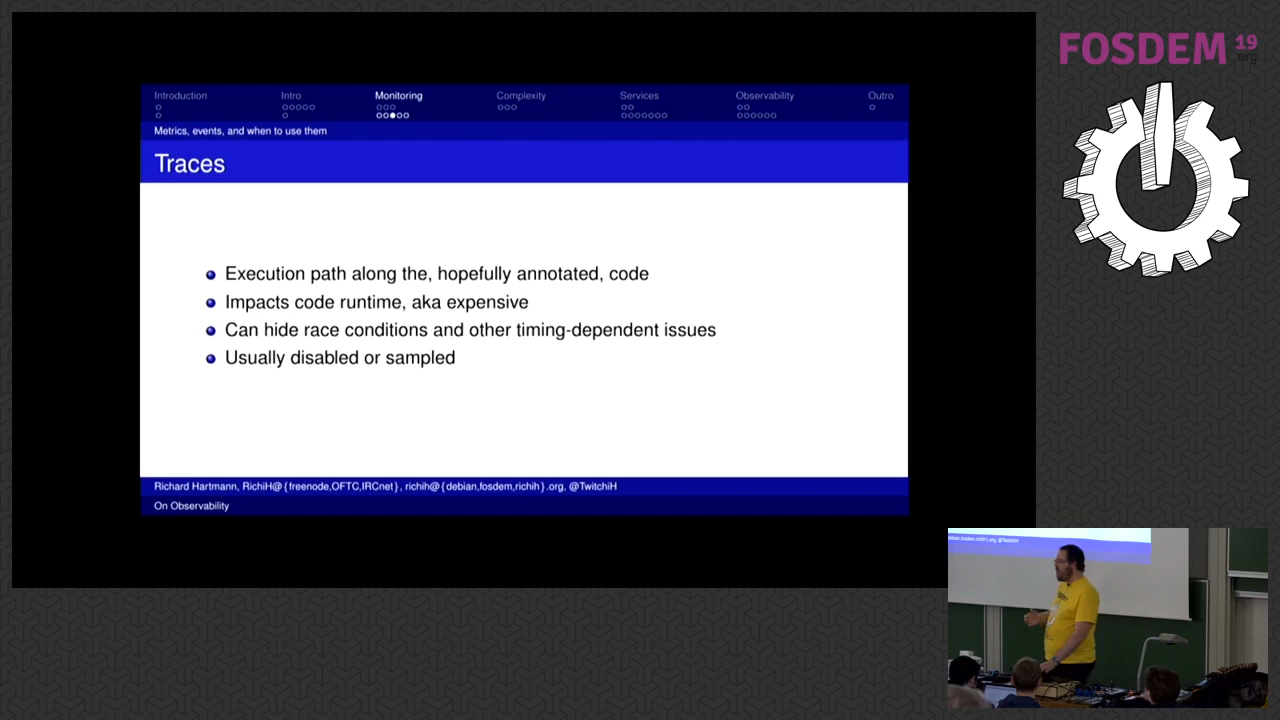 FOSDEM 19
.org
Introduction Intro Monitoring Complexity Services Observability Outro
Metrics, events, and when to use them
Traces
Execution path along the, hopefully annotated, code
Impacts code runtime, aka expensive
Can hide race conditions and other timing-dependent issues
Usually disabled or sampled
Richard Hartmann, RichiH@{freenode,OFTC,IRCnet}, richih@{debian,fosdem,richih}.org, @TwitchiH
On Observability